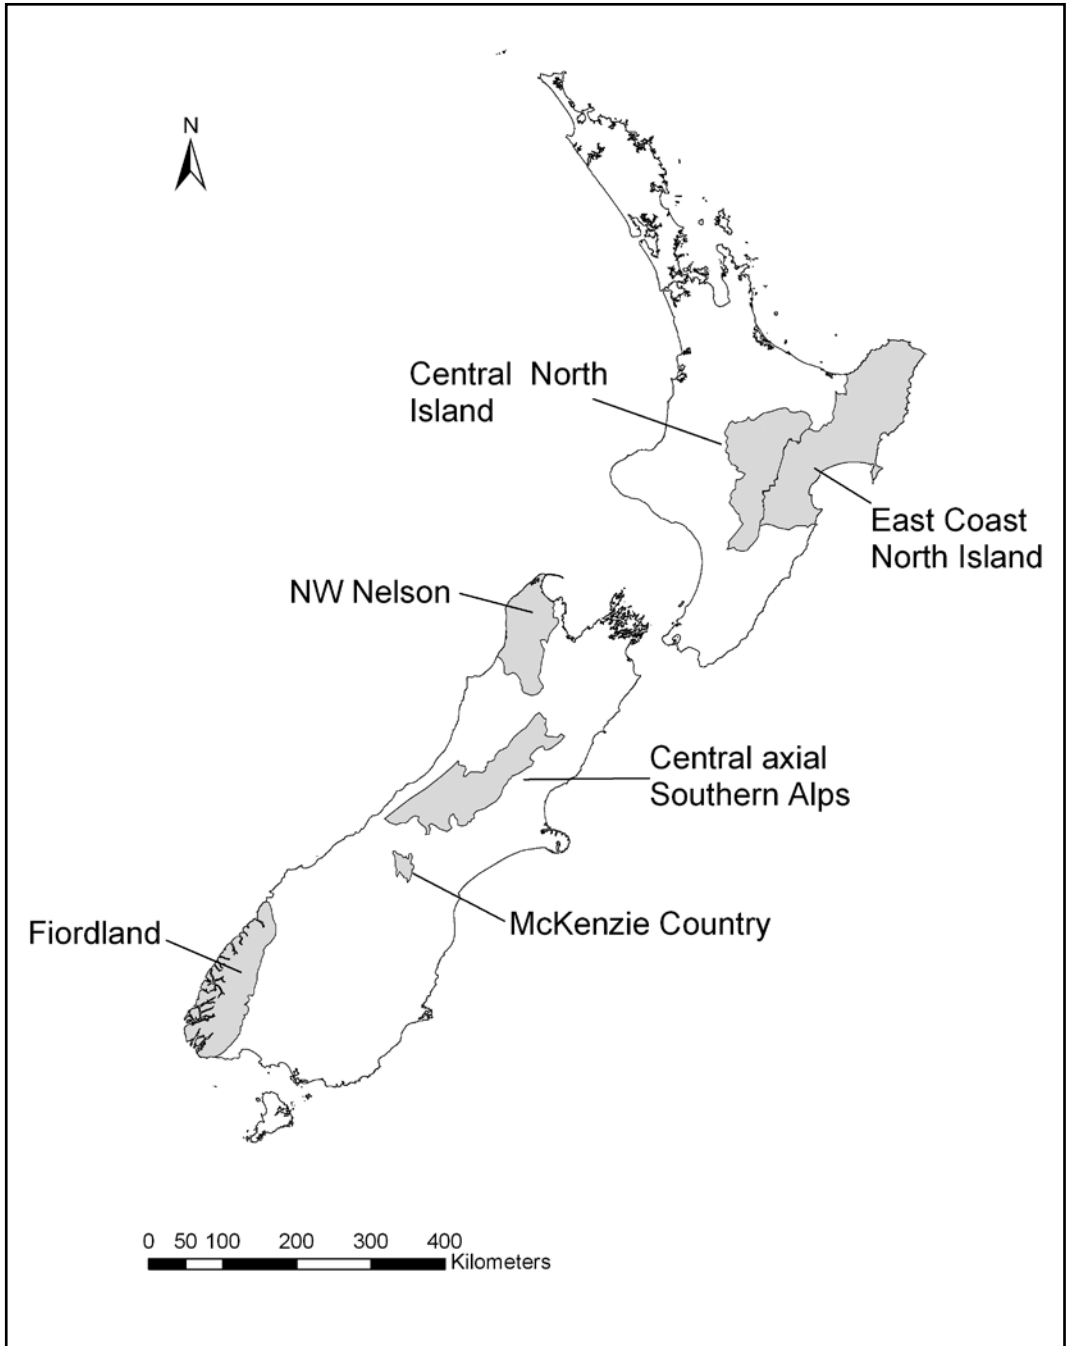 N
Central North
Island
East Coast
North Island
NW Nelson
Central axial
Southern Alps
McKenzie Country
Fiordland
0 50 100 200 300 400
Kilometers